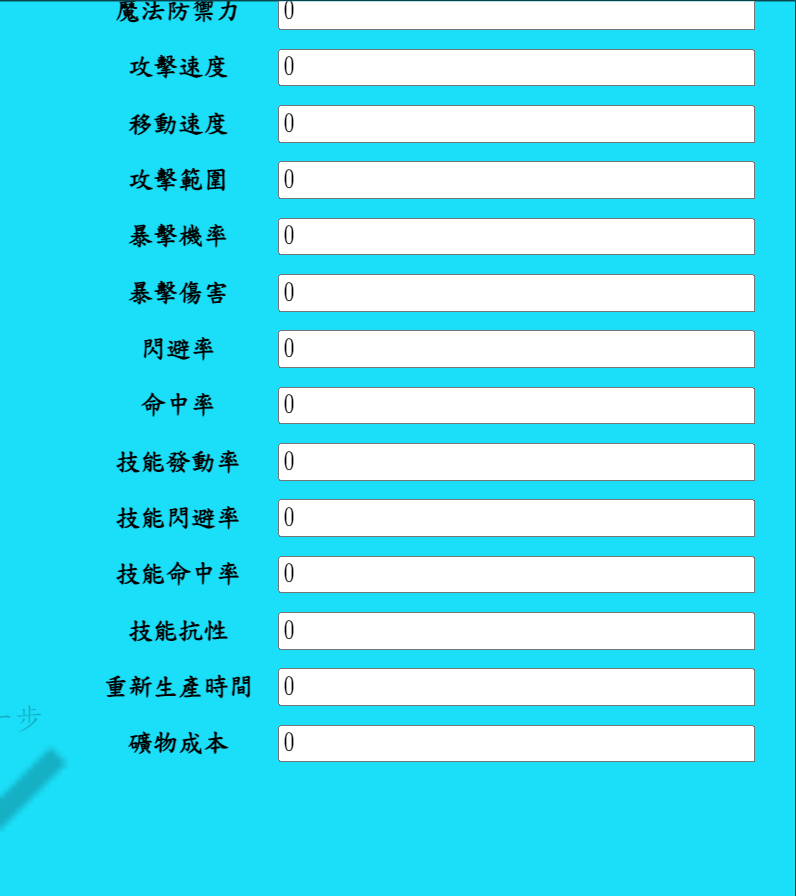 魔法防禦力 0
攻擊速度 0
移動速度 0
攻擊範圍 0
暴擊機率 0
暴擊傷害 0
閃避率 0
命中率 0
技能發動率 0
技能閃避率 0
技能命中率 0
技能抗性 0
重新生產時間 0
一步
礦物成本 0